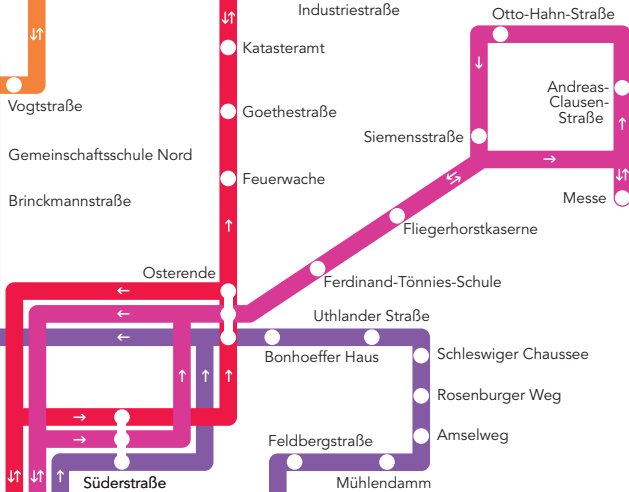 Industriestraße
Otto-Hahn-Straße
Katasteramt
Andreas-
Clausen-
Straße
Vogtstraße
Goethestraße
Siemensstraße
Gemeinschaftsschule Nord
Feuerwache
Brinckmannstraße
Messe
Fliegerhorstkaserne
Osterende
Ferdinand-Tönnies-Schule
Uthlander Straße
Bonhoeffer Haus
Schleswiger Chaussee
Rosenburger Weg
Amselweg
Feldbergstraße
Süderstraße
Mühlendamm